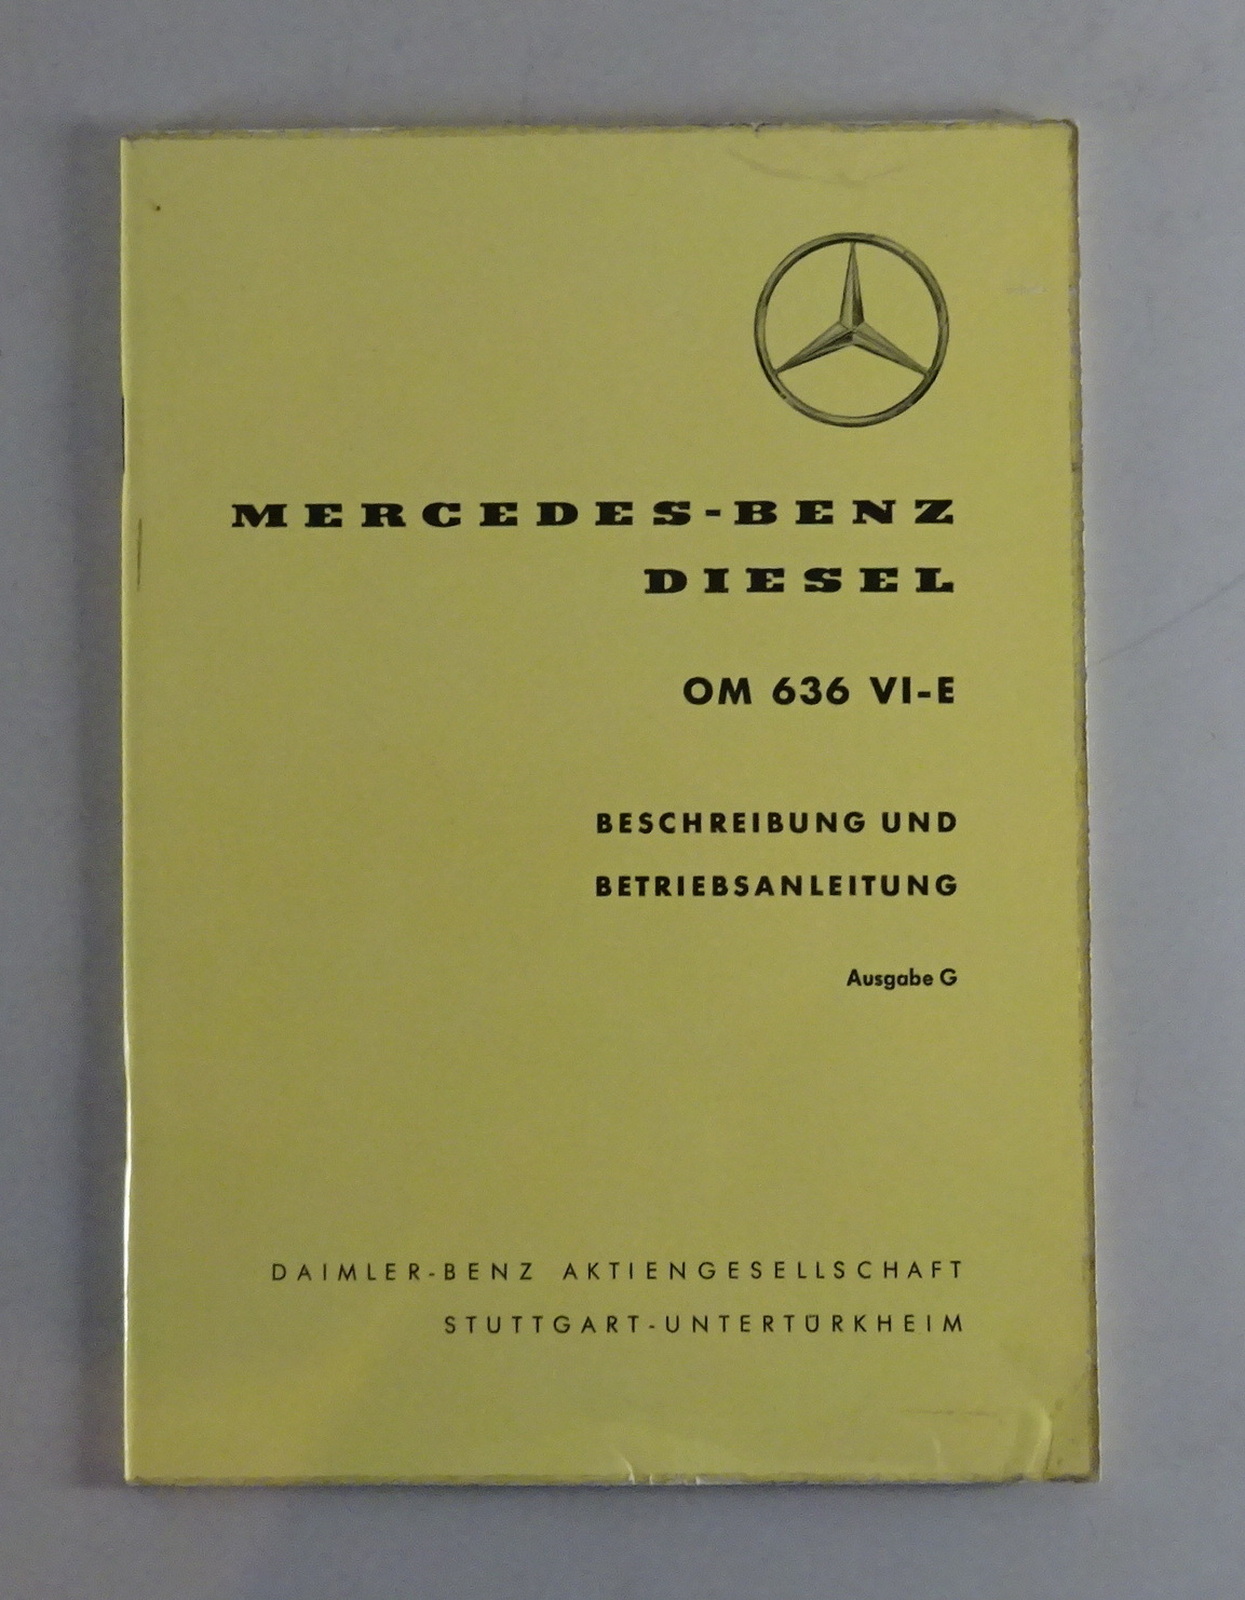 MERCEDES-BENZ
DIESEL
OM 636 VI-E
BESCHREIBUNG UND
BETRIEBSANLEITUNG
Ausgabe G
DAIMLER-BENZ AKTIENGESELLSCHAFT
STUTTGART-UNTERTÜRKHEIM